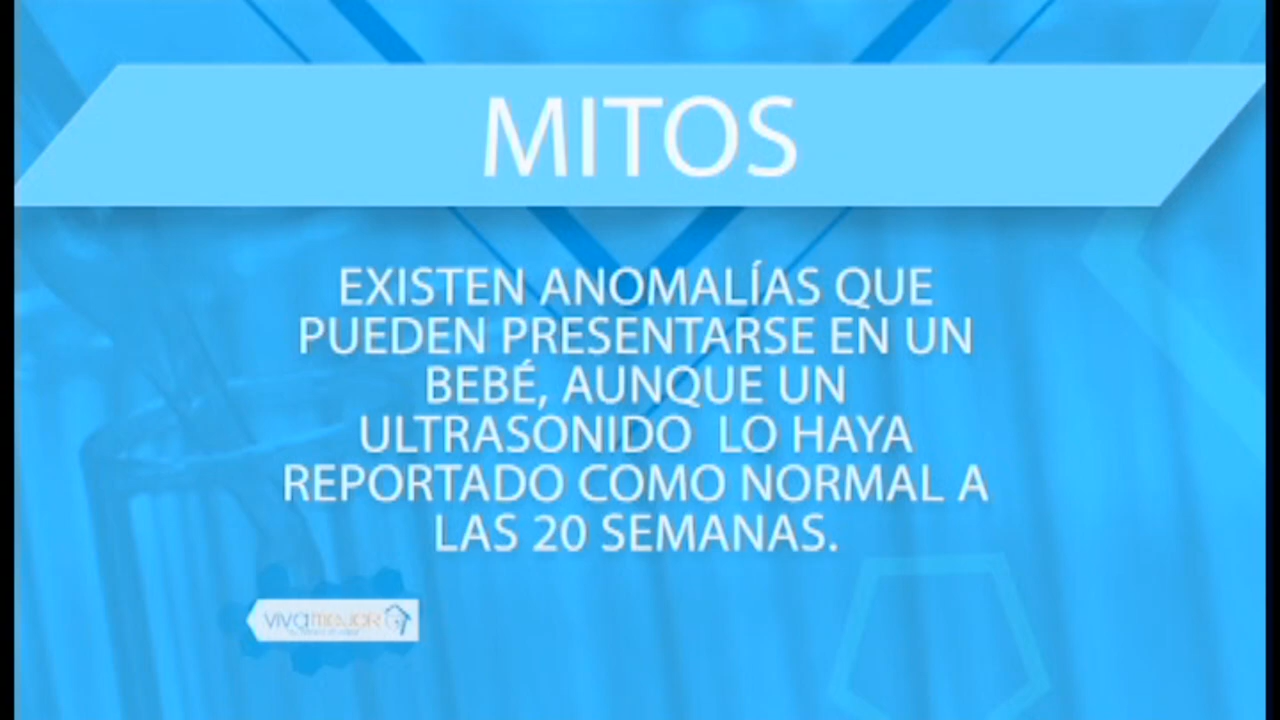 MITOS
EXISTEN ANOMALÍAS QUE
PUEDEN PRESENTARSE EN UN
BEBÉ, AUNQUE UN
ULTRASONIDO LO HAYA
REPORTADO COMO NORMAL A
LAS 20 SEMANAS.
vivamejor